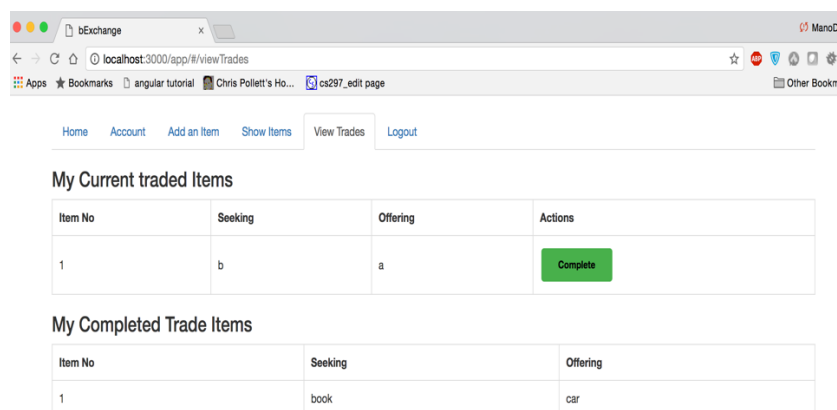 bExchange
ManoD
localhost:3000/app/#/viewTrades
ABP
Apps Bookmarks angular tutorial Chris Pollett's Ho... cs297_edit page Other Bookm
Home Account Add an Item Show Items View Trades Logout
My Current traded Items
Item No Seeking Offering Actions
1 b a Complete
My Completed Trade Items
Item No Seeking Offering
1 book car